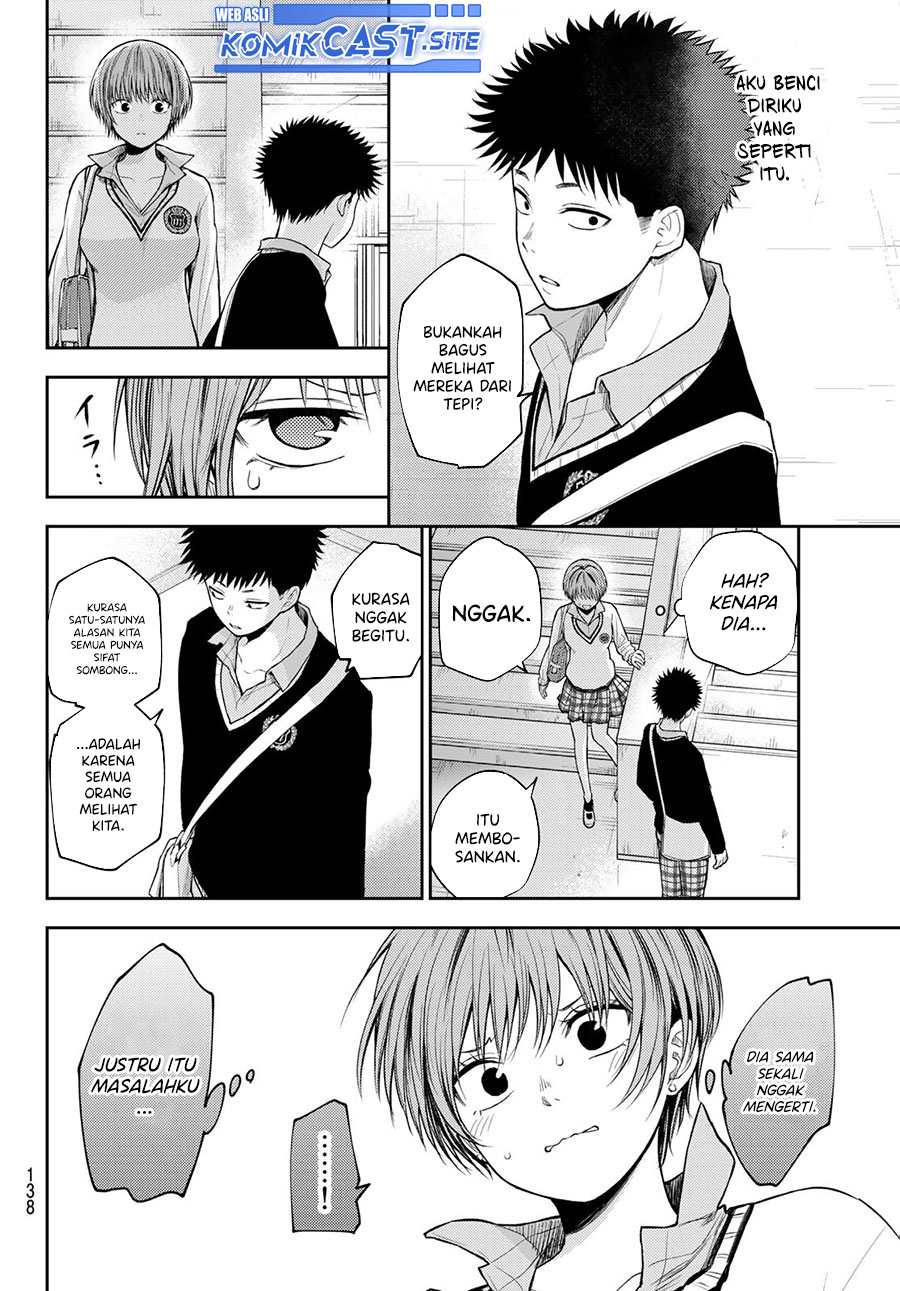 WEB ASLI
KOMIKCAST.SITE
AKU BENCI
DIRIKU
YANG
SEPERTI
ITU.
BUKANKAH
BAGUS
MELIHAT
MEREKA DARI
TEPI?
イラ…
HAH?
KENAPA
DIA...
NGGAK.
ITU
MEMBO-
SANKAN.
KURASA
NGGAK
BEGITU.
KURASA
SATU-SATUNYA
ALASAN KITA
SEMUA PUNYA
SIFAT
SOMBONG...
...ADALAH
KARENA
SEMUA
ORANG
MELIHAT
KITA.
DIA SAMA
SEKALI
NGGAK
MENGERTI.
.......!
JUSTRU ITU
MASALAHKU
...
138